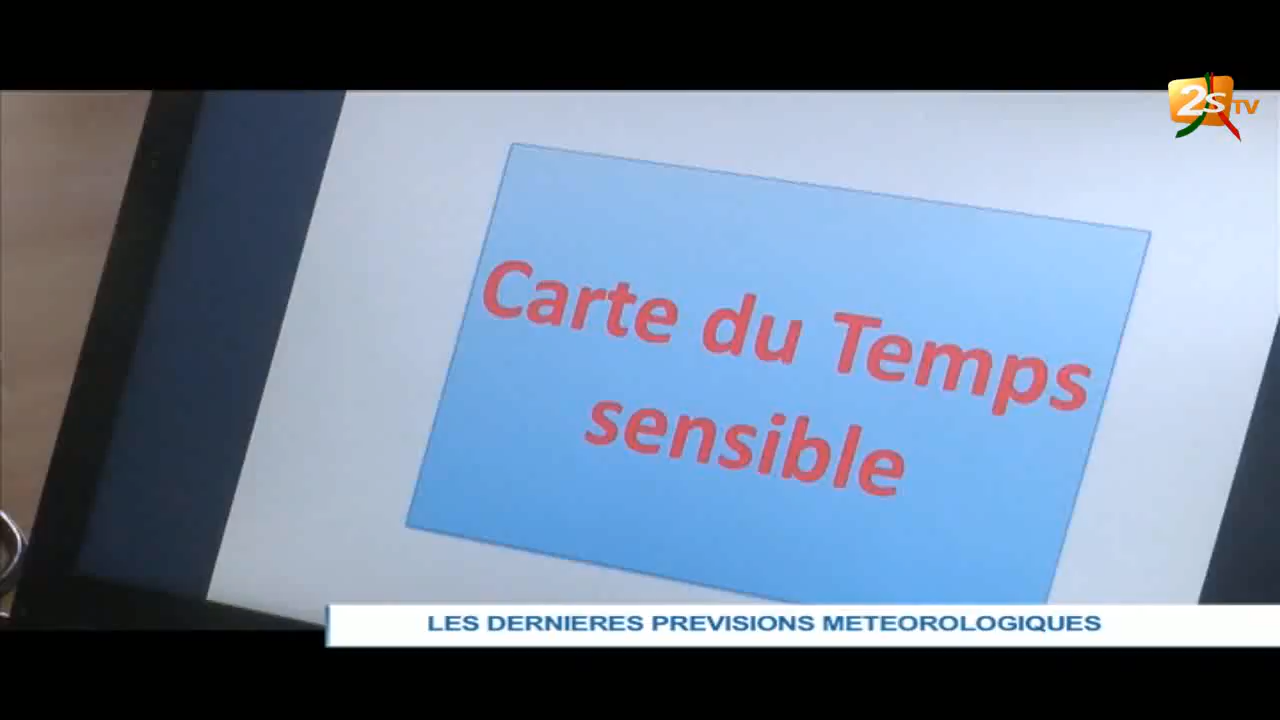 2sTV
Carte du Temps
sensible
LES DERNIERES PREVISIONS METEOROLOGIQUES